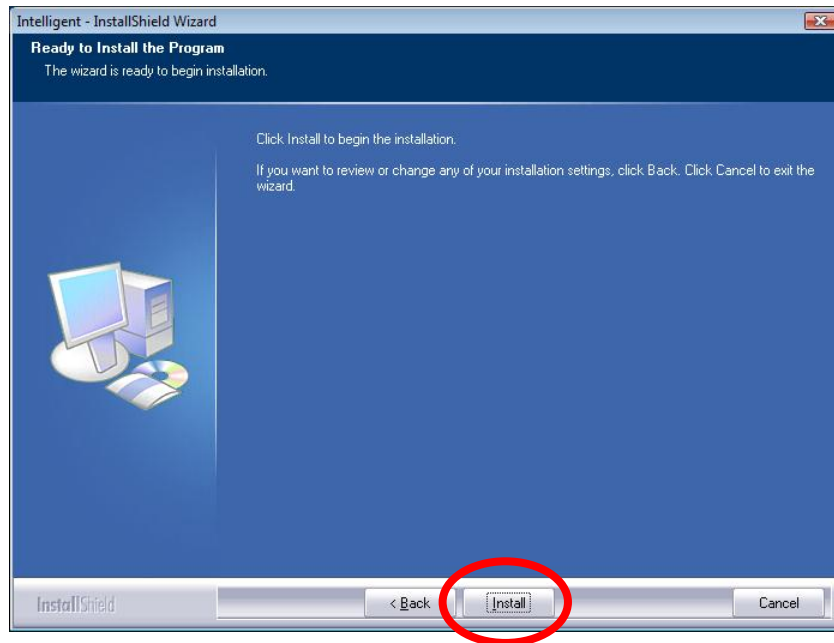 Intelligent - InstallShield Wizard
Ready to Install the Program
The wizard is ready to begin installation.
Click Install to begin the installation.
If you want to review or change any of your installation settings, click Back. Click Cancel to exit the
wizard.
InstallShield
< Back
Install
Cancel